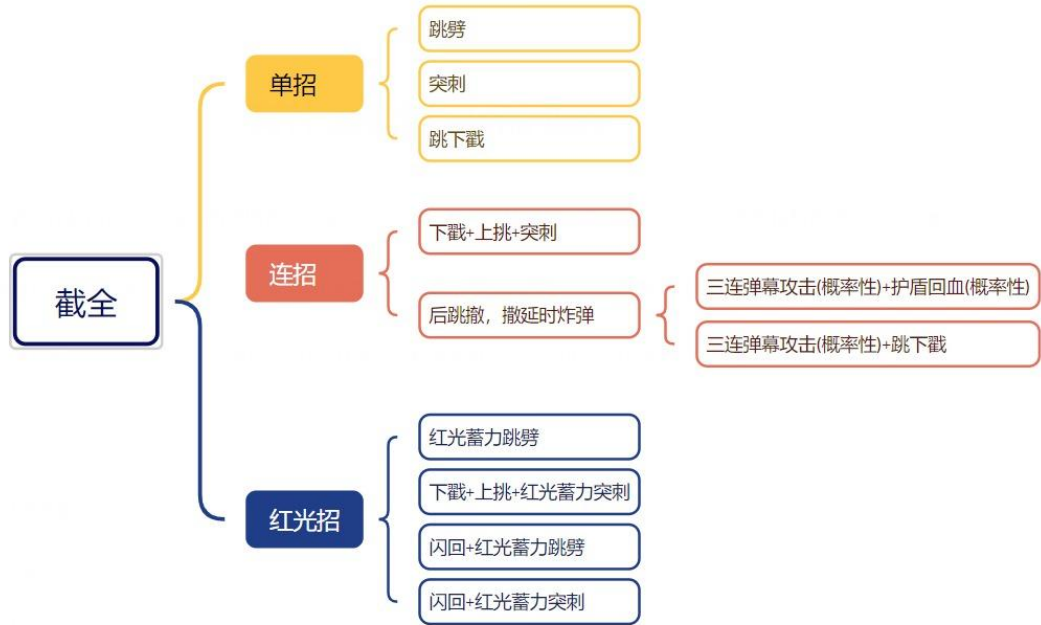 截全
单招
跳劈
突刺
跳下戳
连招
下戳+上挑+突刺
后跳撤，撒延时炸弹
三连弹幕攻击(概率性)+护盾回血(概率性)
三连弹幕攻击(概率性)+跳下戳
红光招
红光蓄力跳劈
下戳+上挑+红光蓄力突刺
闪回+红光蓄力跳劈
闪回+红光蓄力突刺